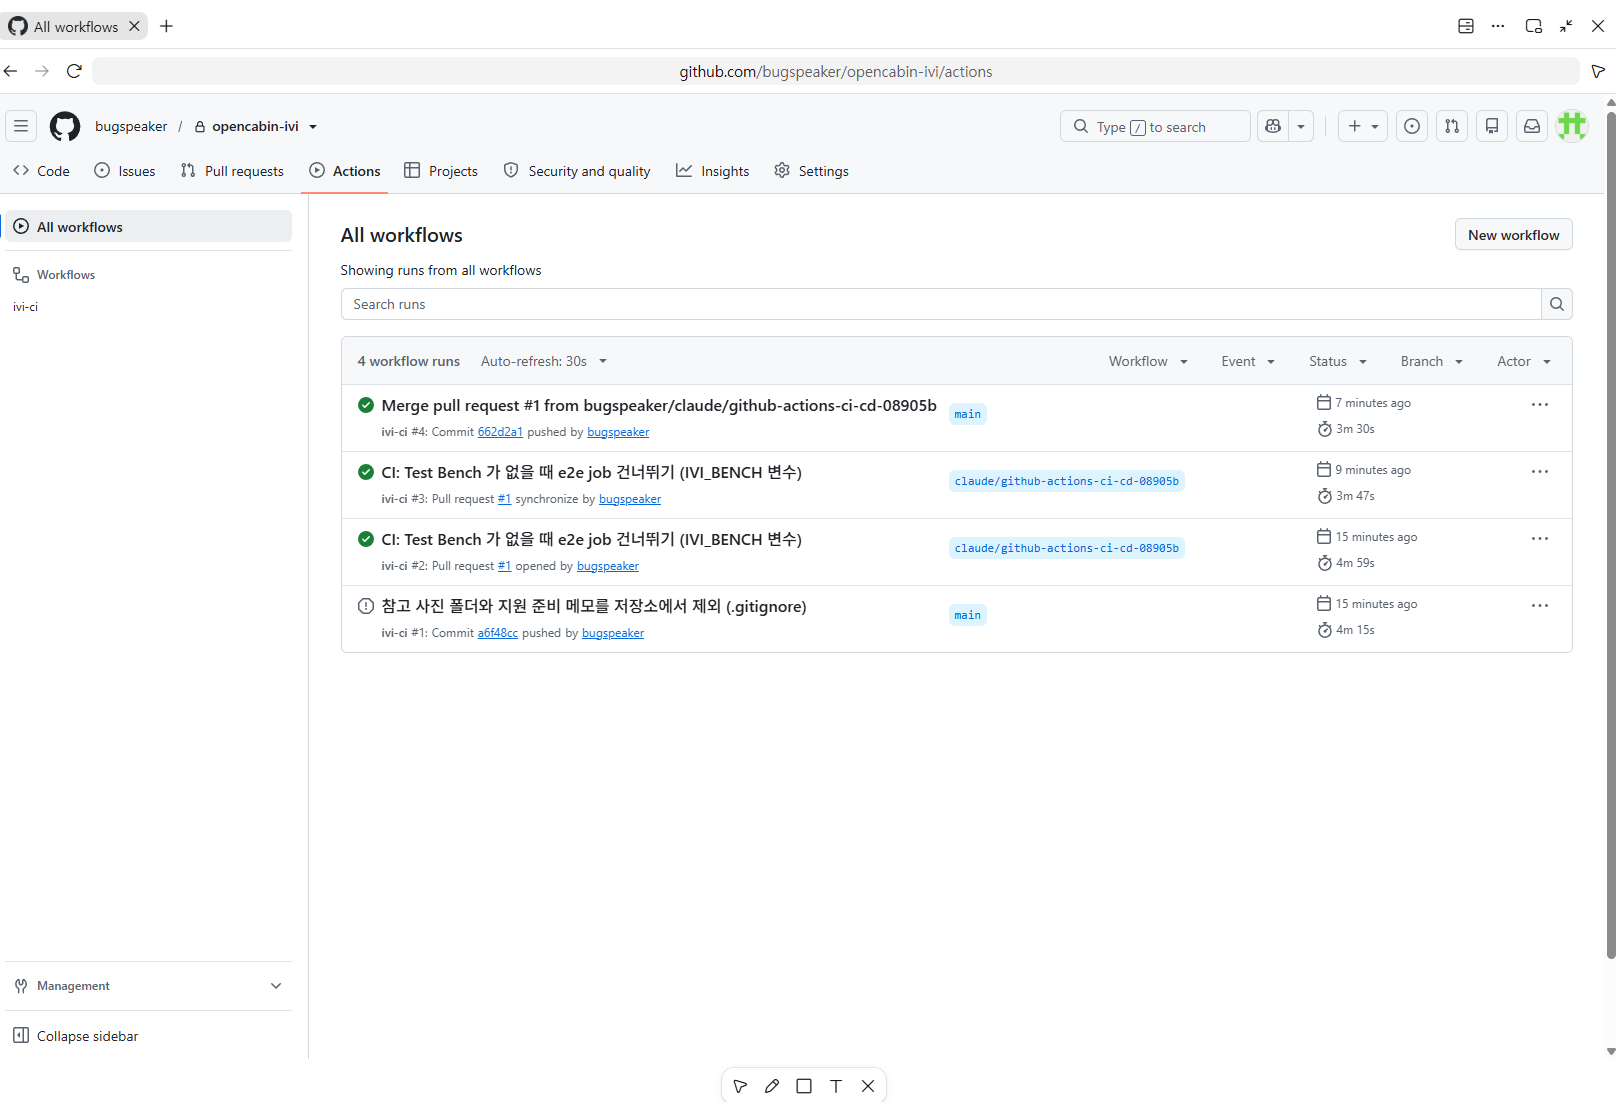 All workflows
github.com/bugspeaker/opencabin-ivi/actions
bugspeaker / opencabin-ivi
Type / to search
Code
Issues
Pull requests
Actions
Projects
Security and quality
Insights
Settings
All workflows
Workflows
ivi-ci
Management
Collapse sidebar
All workflows
New workflow
Showing runs from all workflows
Search runs
4 workflow runs Auto-refresh: 30s Workflow Event Status Branch Actor
Merge pull request #1 from bugspeaker/claude/github-actions-ci-cd-08905b
ivi-ci #4: Commit 662d2a1 pushed by bugspeaker
main
7 minutes ago
3m 30s
CI: Test Bench 가 없을 때 e2e job 건너뛰기 (IVI_BENCH 변수)
ivi-ci #3: Pull request #1 synchronize by bugspeaker
claude/github-actions-ci-cd-08905b
9 minutes ago
3m 47s
CI: Test Bench 가 없을 때 e2e job 건너뛰기 (IVI_BENCH 변수)
ivi-ci #2: Pull request #1 opened by bugspeaker
claude/github-actions-ci-cd-08905b
15 minutes ago
4m 59s
참고 사진 폴더와 지원 준비 메모를 저장소에서 제외 (.gitignore)
ivi-ci #1: Commit a6f48cc pushed by bugspeaker
main
15 minutes ago
4m 15s